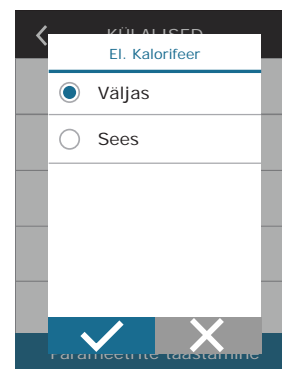 KÜLALISED
El. Kalorifeer
Väljas
Sees
Parameetrite taastamine